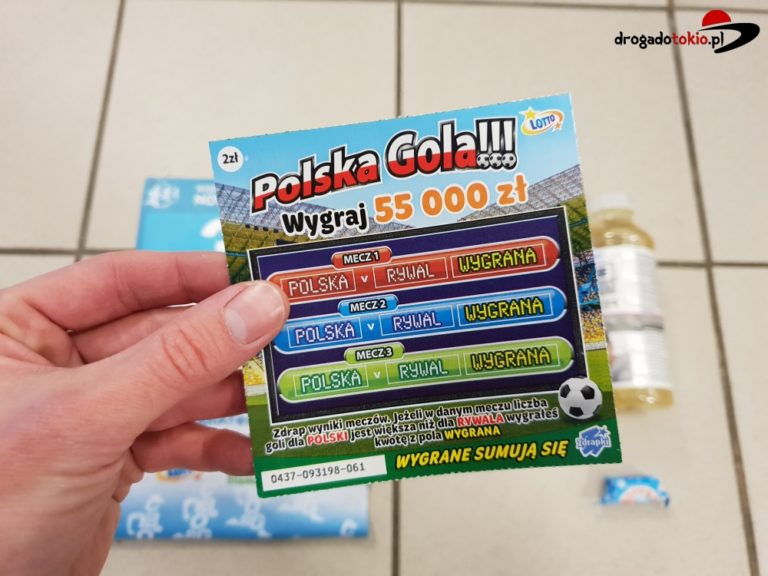 drogadotokio.pl
2zł
LOTTO
Polska Gola!!!
Wygraj 55 000 zł
MECZ 1
POLSKA v RYWAL WYGRANA
MECZ 2
POLSKA v RYWAL WYGRANA
MECZ 3
POLSKA v RYWAL WYGRANA
Zdrap wyniki meczów. Jeżeli w danym meczu liczba
goli dla POLSKI jest większa niż dla RYWALA wygrałeś
kwotę z pola WYGRANA
zdrapki
0437-093198-061
WYGRANE SUMUJĄ SIĘ